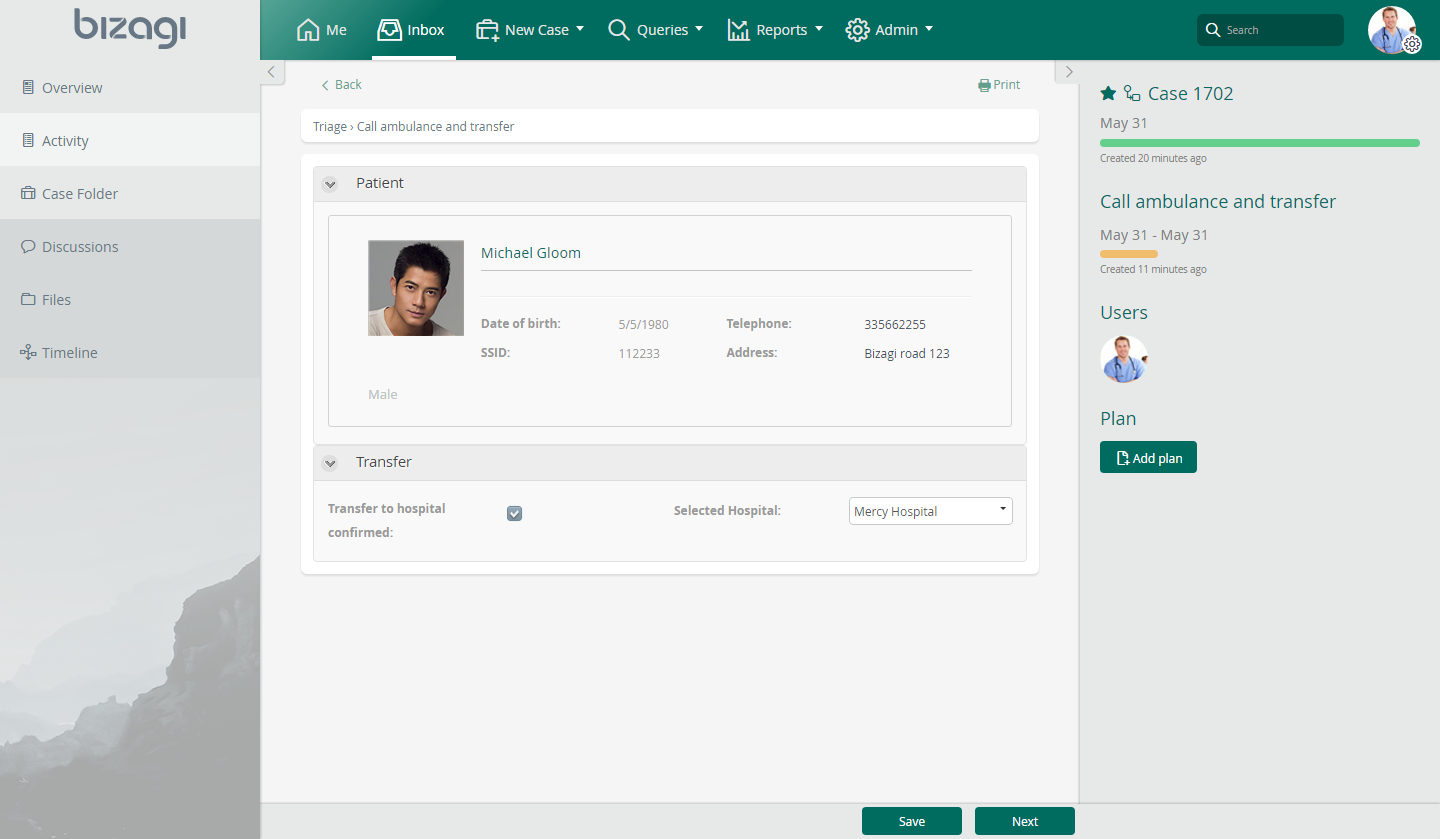 bizagi
Me
Inbox
New Case
Queries
Reports
Admin
Search
Overview
Activity
Case Folder
Discussions
Files
Timeline
Back
Print
Triage › Call ambulance and transfer
Patient
Michael Gloom
Date of birth: 5/5/1980 Telephone: 335662255
SSID: 112233 Address: Bizagi road 123
Male
Transfer
Transfer to hospital
confirmed:
Selected Hospital: Mercy Hospital
Save
Next
Case 1702
May 31
Created 20 minutes ago
Call ambulance and transfer
May 31 - May 31
Created 11 minutes ago
Users
Plan
Add plan